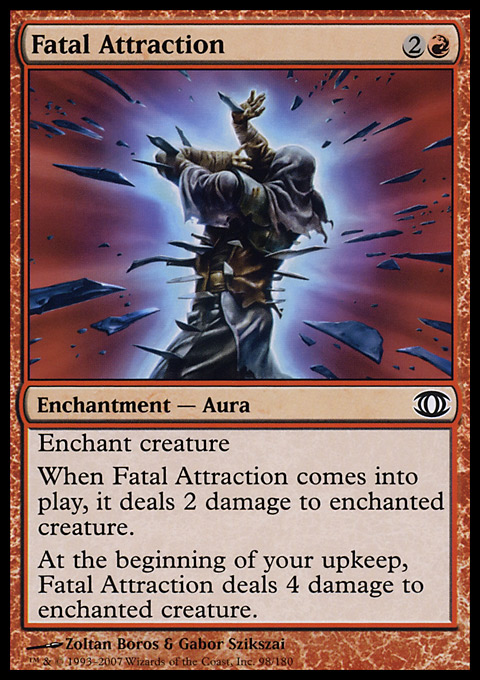 Fatal Attraction 2
Enchantment — Aura
Enchant creature
When Fatal Attraction comes into
play, it deals 2 damage to enchanted
creature.
At the beginning of your upkeep,
Fatal Attraction deals 4 damage to
enchanted creature.
Zoltan Boros & Gabor Szikszai
™ & © 1993-2007 Wizards of the Coast, Inc. 98/180